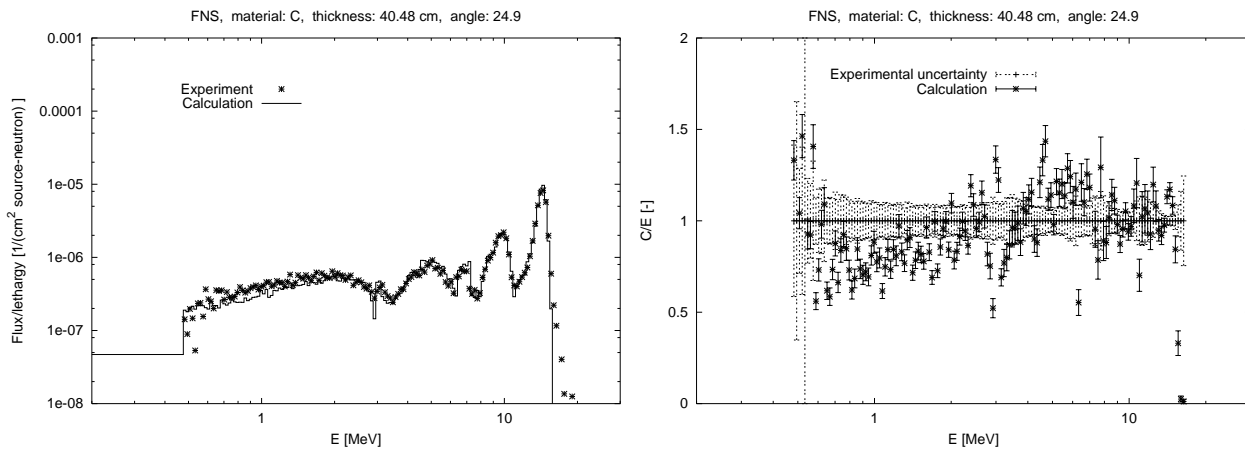 FNS, material: C, thickness: 40.48 cm, angle: 24.9
0.001
0.0001
1e-05
1e-06
1e-07
1e-08
Flux/lethargy [1/(cm^2 source-neutron) ]
Experiment
Calculation
1
10
E [MeV]
FNS, material: C, thickness: 40.48 cm, angle: 24.9
2
1.5
1
0.5
0
C/E [-]
Experimental uncertainty
Calculation
1
10
E [MeV]